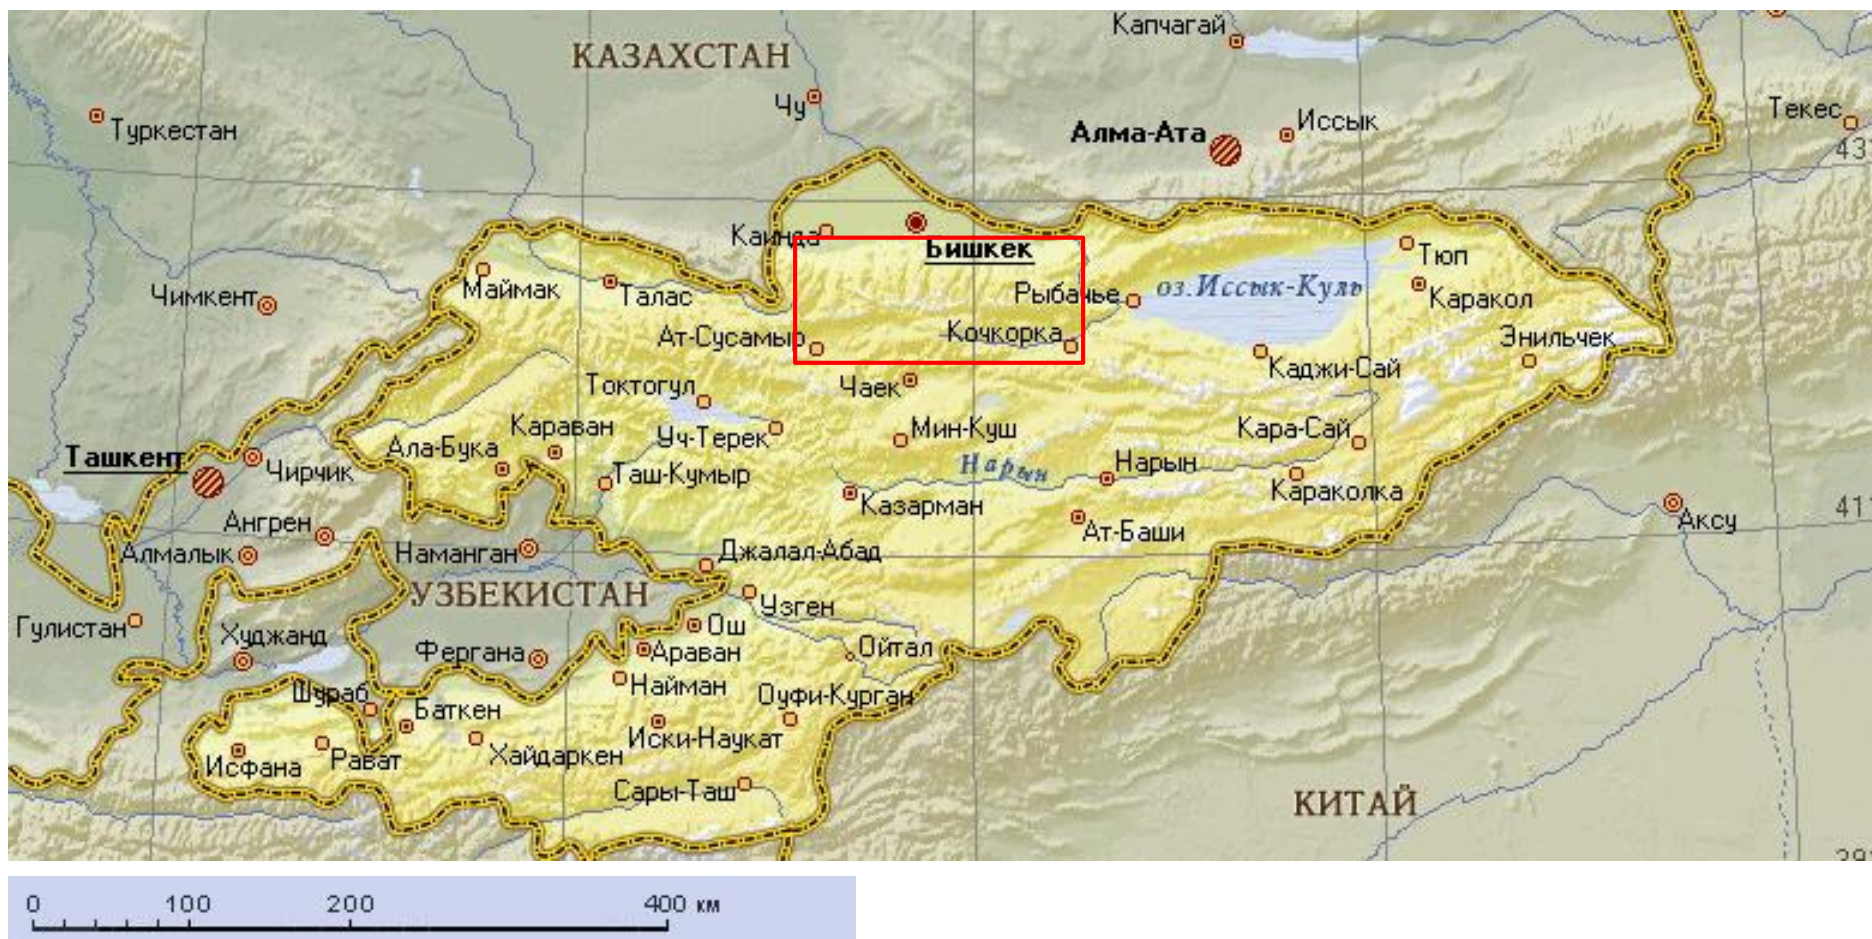 Капчагай
КАЗАХСТАН
Чу
Текес
Туркестан
Иссык
Алма-Ата
43°
Каинда
Бишкек
Тюп
Маймак
Талас
Рыбачье
оз.Иссык-Куль
Каракол
Чимкент
Ат-Сусамыр
Кочкорка
Энильчек
Каджи-Сай
Токтогул
Чаек
Караван
Уч-Терек
Мин-Куш
Кара-Сай
Ала-Бука
Ташкент
Чирчик
Таш-Кумыр
Нарын
Нарын
Караколка
Казарман
41°
Аксу
Ангрен
Ат-Баши
Алмалык
Наманган
Джалал-Абад
УЗБЕКИСТАН
Узген
Гулистан
Худжанд
Ош
Фергана
Араван
Ойтал
Найман
Шураб
Оуфи-Курган
Баткен
Иски-Наукат
Исфана
Рават
Хайдаркен
Сары-Таш
КИТАЙ
39°
0 100 200 400 км